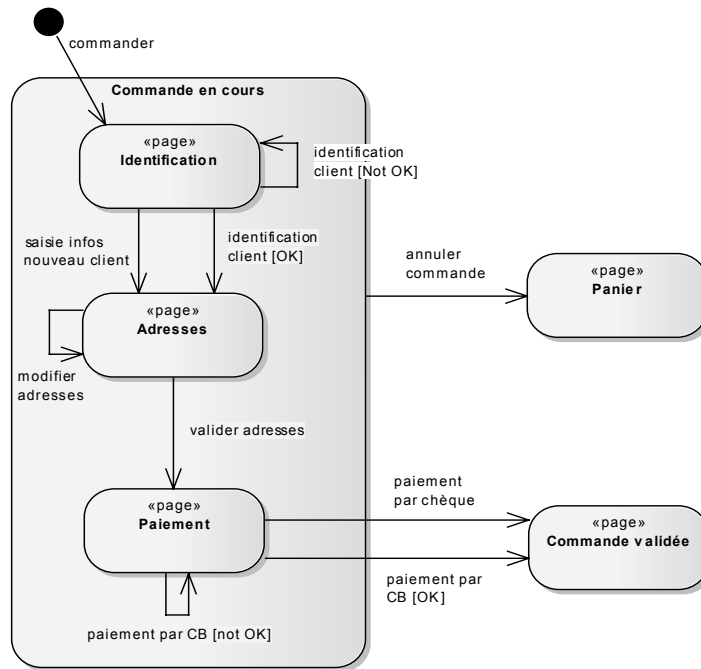 commander
Commande en cours
«page»
Identification
identification
client [Not OK]
saisie infos
nouveau client
identification
client [OK]
annuler
commande
«page»
Panier
«page»
Adresses
modifier
adresses
valider adresses
«page»
Paiement
paiement
par chèque
«page»
Commande validée
paiement par
CB [OK]
paiement par CB [not OK]